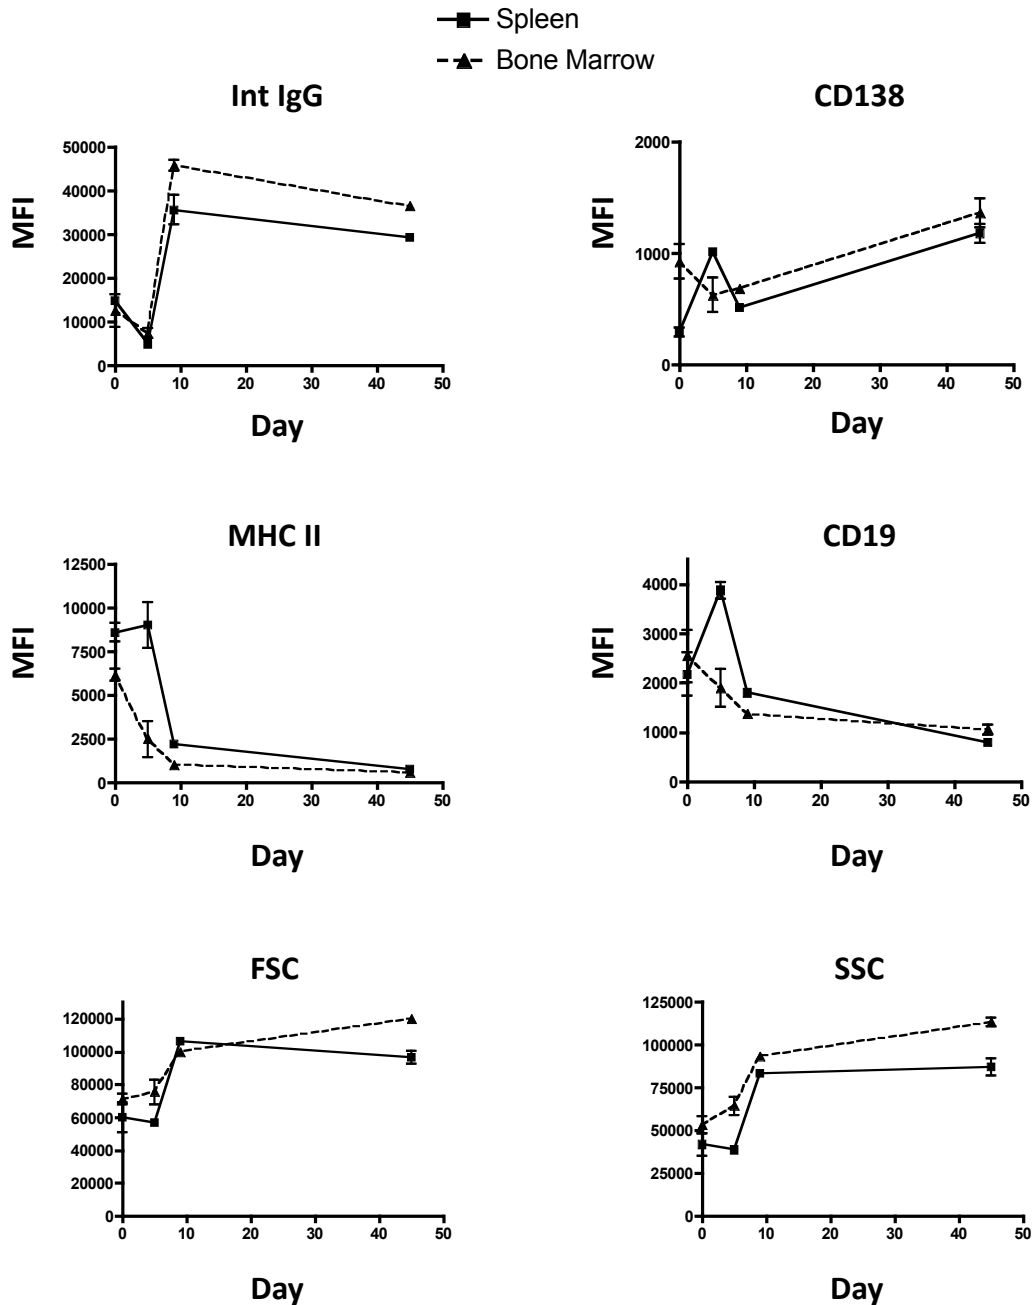 Spleen
Bone Marrow
Int IgG
CD138
50000
40000
30000
20000
10000
0
MFI
0 10 20 30 40 50
Day
2000
1000
0
MFI
0 10 20 30 40 50
Day
MHC II
CD19
12500
10000
7500
5000
2500
0
MFI
0 10 20 30 40 50
Day
4000
3000
2000
1000
0
MFI
0 10 20 30 40 50
Day
FSC
SSC
120000
100000
80000
60000
40000
20000
0
0 10 20 30 40 50
Day
125000
100000
75000
50000
25000
0
0 10 20 30 40 50
Day